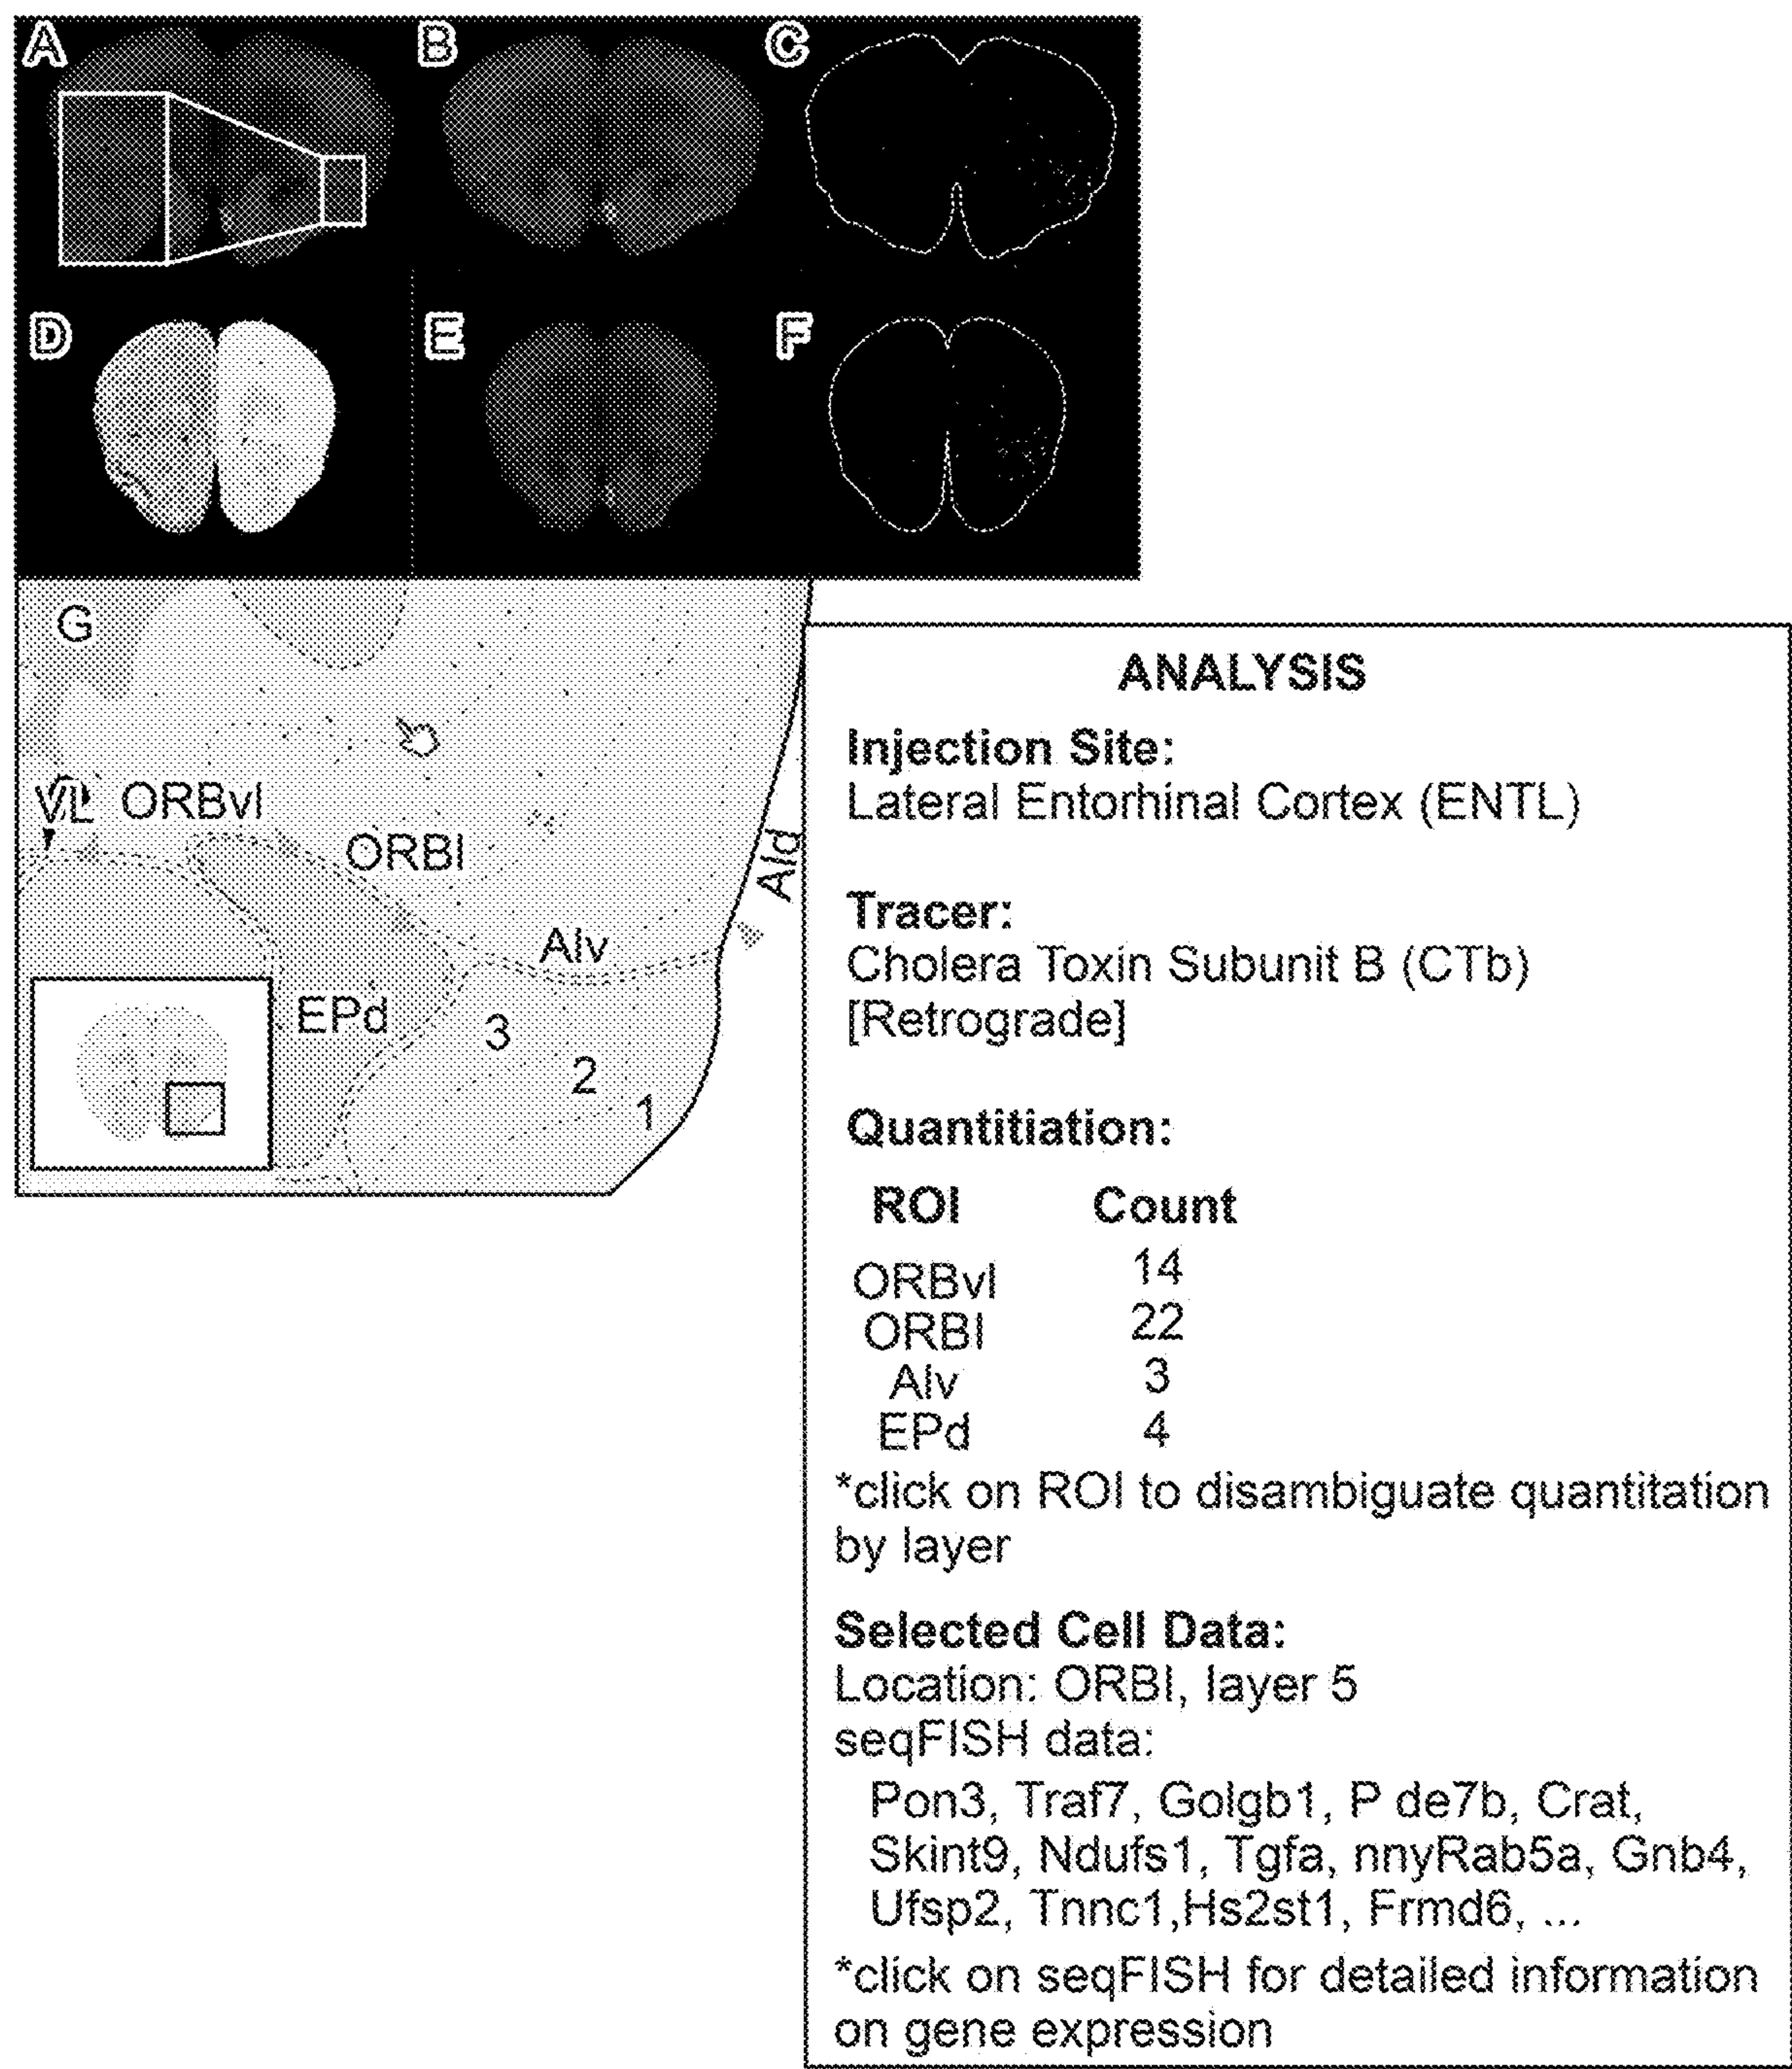 A B C
D E F
G
VL ORBvl
ORBl
Ald
Alv
EPd
3
2
1
ANALYSIS
Injection Site:
Lateral Entorhinal Cortex (ENTL)
Tracer:
Cholera Toxin Subunit B (CTb)
[Retrograde]
Quantitiation:
ROI Count
ORBvl 14
ORBl 22
Alv 3
EPd 4
*click on ROI to disambiguate quantitation
by layer
Selected Cell Data:
Location: ORBl, layer 5
seqFISH data:
Pon3, Traf7, Golgb1, P de7b, Crat,
Skint9, Ndufs1, Tgfa, nnyRab5a, Gnb4,
Ufsp2, Tnnc1,Hs2st1, Frmd6, ...
*click on seqFISH for detailed information
on gene expression